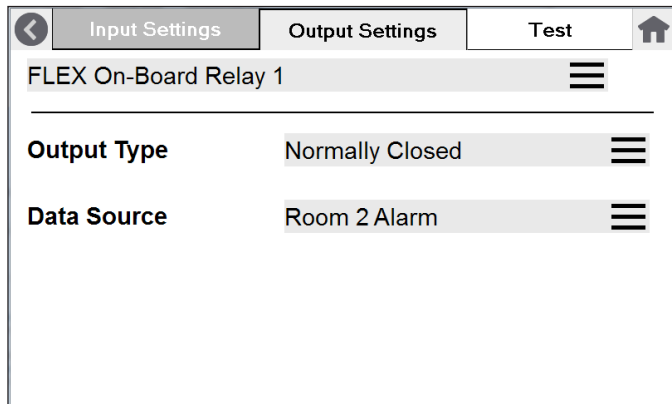 Input Settings Output Settings Test
FLEX On-Board Relay 1
Output Type Normally Closed
Data Source Room 2 Alarm